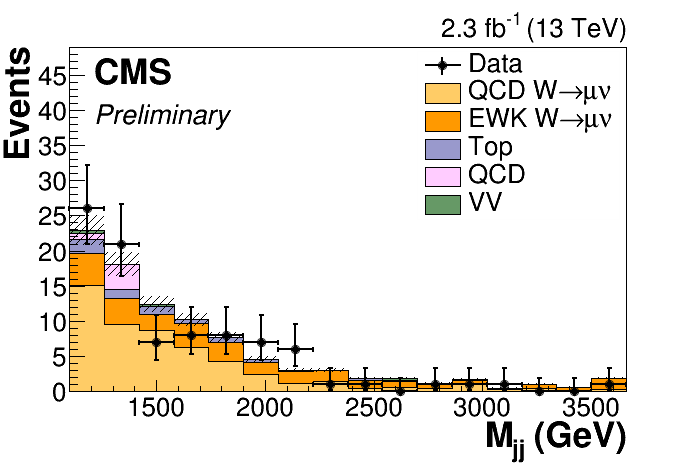 2.3 fb⁻¹ (13 TeV)
Events
CMS
Preliminary
Data
QCD W→μν
EWK W→μν
Top
QCD
VV
45
40
35
30
25
20
15
10
5
0
1500 2000 2500 3000 3500
M_jj (GeV)